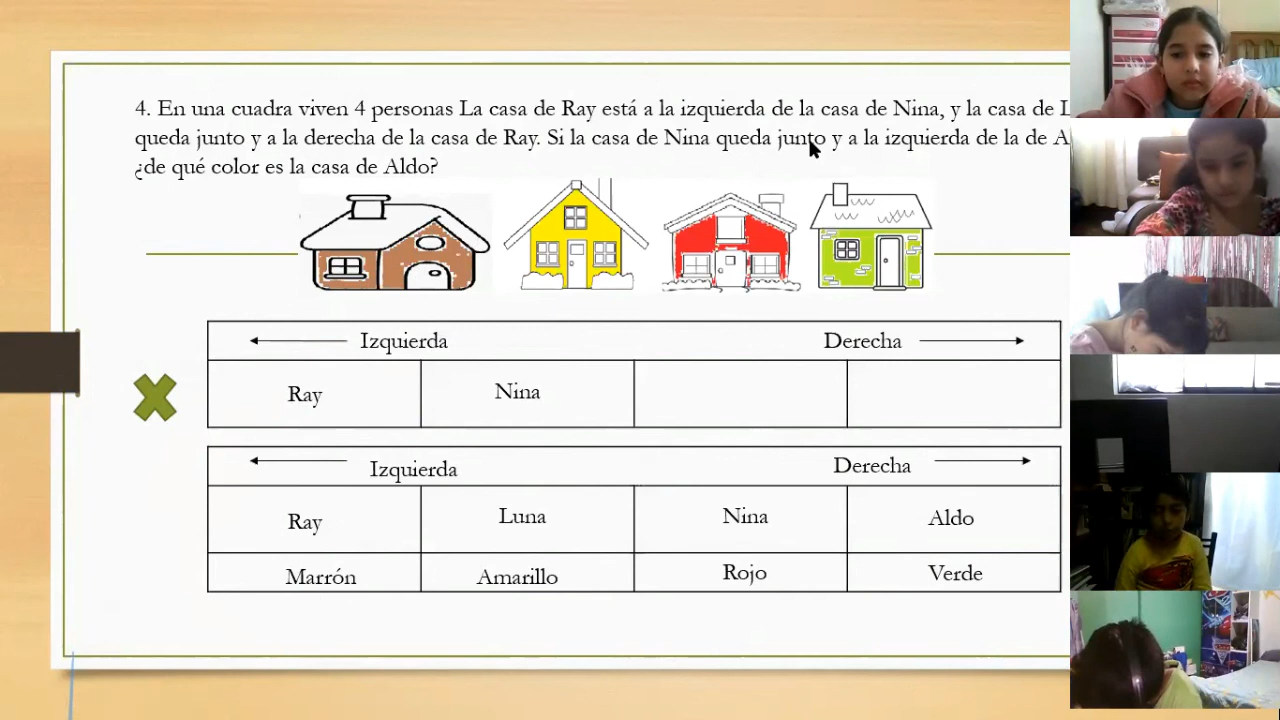 4. En una cuadra viven 4 personas La casa de Ray está a la izquierda de la casa de Nina, y la casa de
queda junto y a la derecha de la casa de Ray. Si la casa de Nina queda junto y a la izquierda de la de
¿de qué color es la casa de Aldo?
Izquierda Derecha
Ray Nina
Izquierda Derecha
Ray Luna Nina Aldo
Marrón Amarillo Rojo Verde